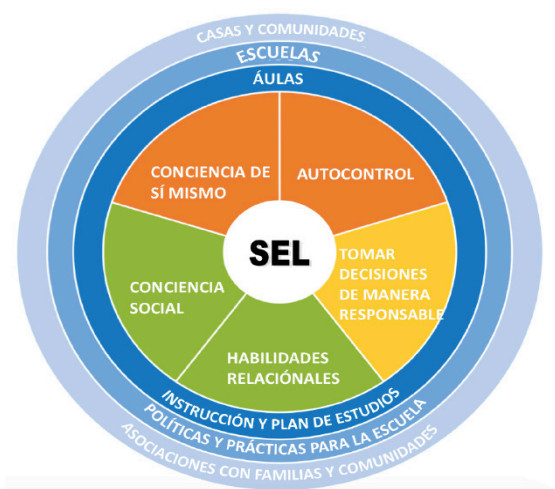 CASAS Y COMUNIDADES
ESCUELAS
ÁULAS
CONCIENCIA DE
SÍ MISMO
AUTOCONTROL
SEL
CONCIENCIA
SOCIAL
TOMAR
DECISIONES
DE MANERA
RESPONSABLE
HABILIDADES
RELACIÓNALES
INSTRUCCIÓN Y PLAN DE ESTUDIOS
POLÍTICAS Y PRÁCTICAS PARA LA ESCUELA
ASOCIACIONES CON FAMILIAS Y COMUNIDADES